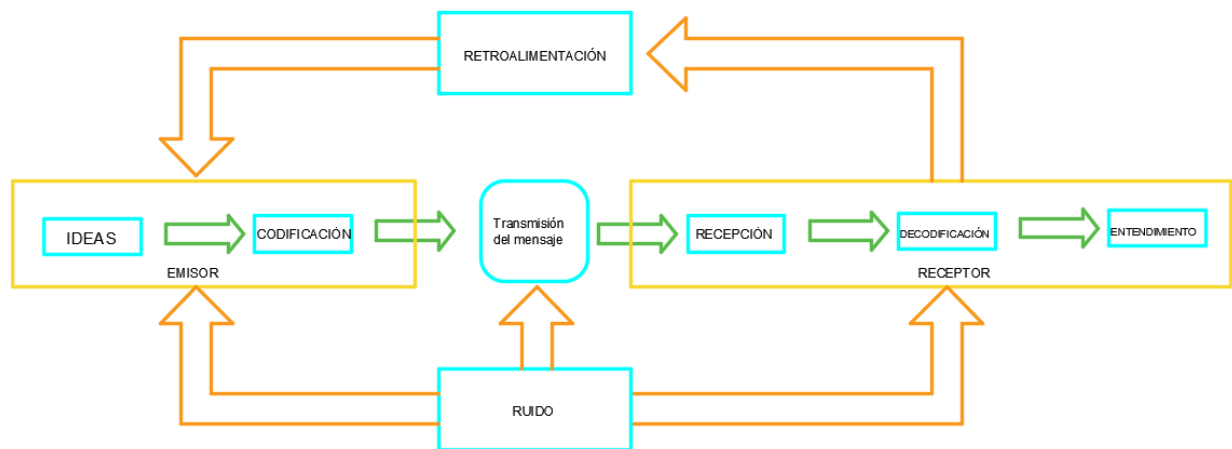 RETROALIMENTACIÓN
IDEAS
CODIFICACIÓN
EMISOR
Transmisión
del mensaje
RECEPCIÓN
DECODIFICACIÓN
ENTENDIMIENTO
RECEPTOR
RUIDO